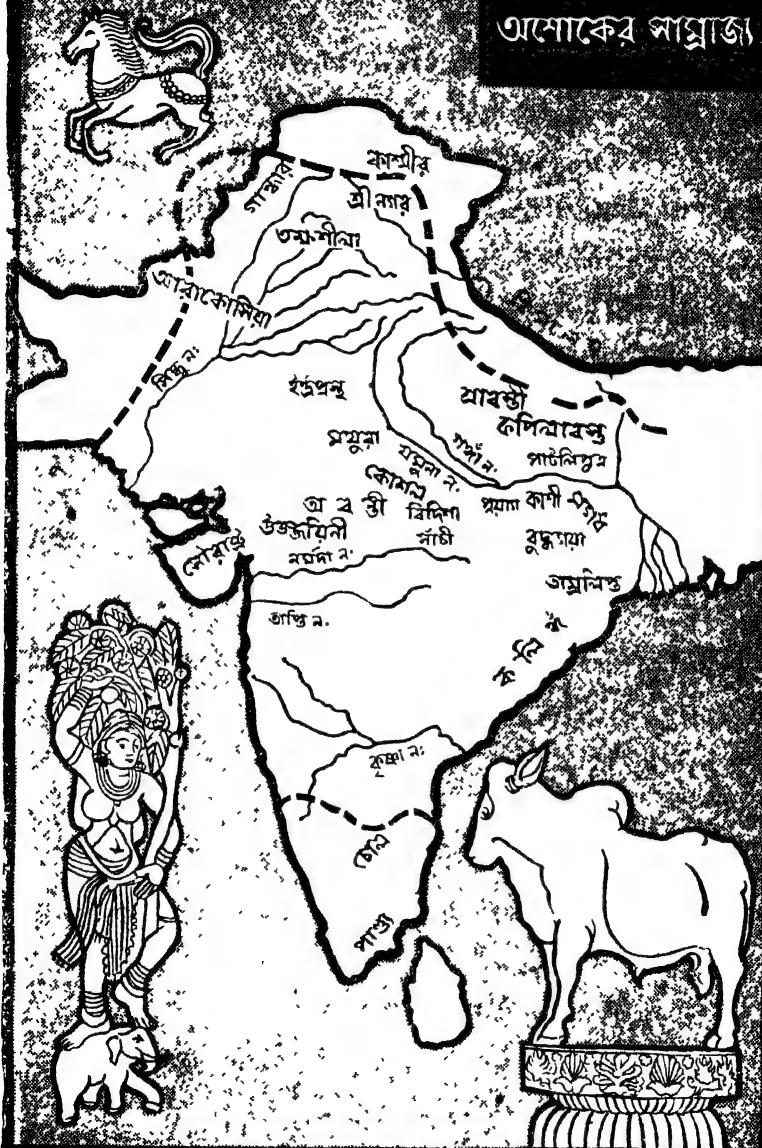 অশোকের সাম্রাজ্য
কাশ্মীর
গান্ধার
শ্রীনগর
তক্ষশীলা
আরাকোসিয়া
সিন্ধু নঃ
ইন্দ্রপ্রস্থ
শ্রাবস্তী
কপিলাবস্তু
মথুরা
যমুনা ন·
গঙ্গা ন·
পাটলিপুত্র
কোশল
অবন্তী
বিদিশা
প্রয়াগ
কাশী
মগধ
উজ্জয়িনী
সাঁচী
বুদ্ধগয়া
সৌরাষ্ট্র
নর্মদা ন·
তাম্রলিপ্ত
তাপ্তি ন·
কলিঙ্গ
কৃষ্ণা নঃ
চোল
পাণ্ড্য